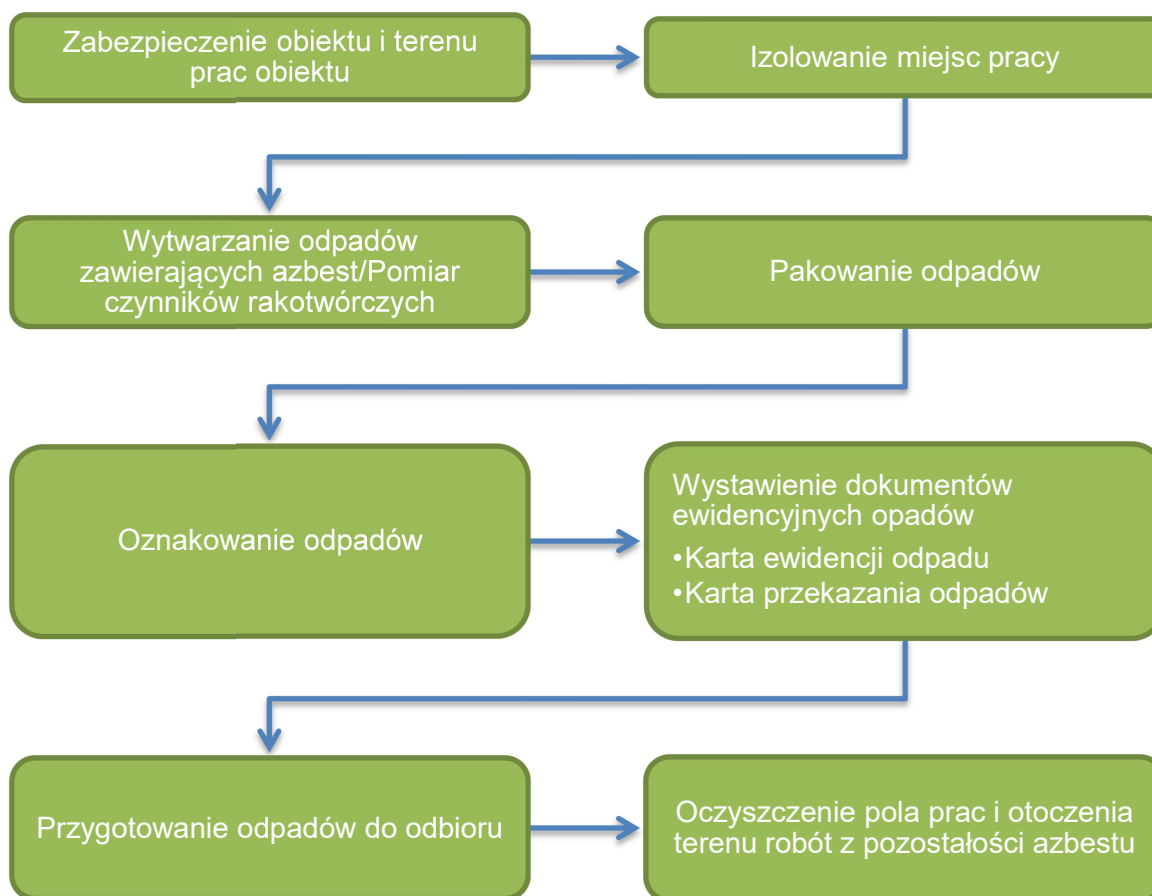 Zabezpieczenie obiektu i terenu
prac obiektu
Izolowanie miejsc pracy
Wytwarzanie odpadów
zawierających azbest/Pomiar
czynników rakotwórczych
Pakowanie odpadów
Oznakowanie odpadów
Wystawienie dokumentów
ewidencyjnych opadów
•Karta ewidencji odpadu
•Karta przekazania odpadów
Przygotowanie odpadów do odbioru
Oczyszczenie pola prac i otoczenia
terenu robót z pozostałości azbestu